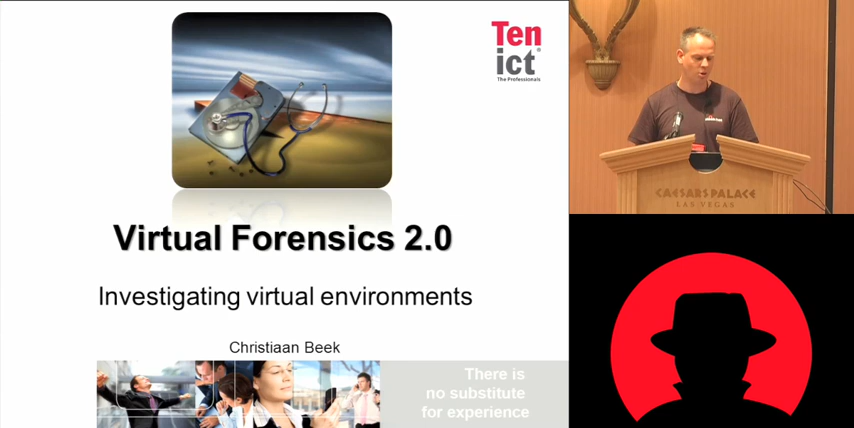 Ten
ict
The Professionals
Virtual Forensics 2.0
Investigating virtual environments
Christiaan Beek
There is
no substitute
for experience
CAESARS PALACE
LAS VEGAS